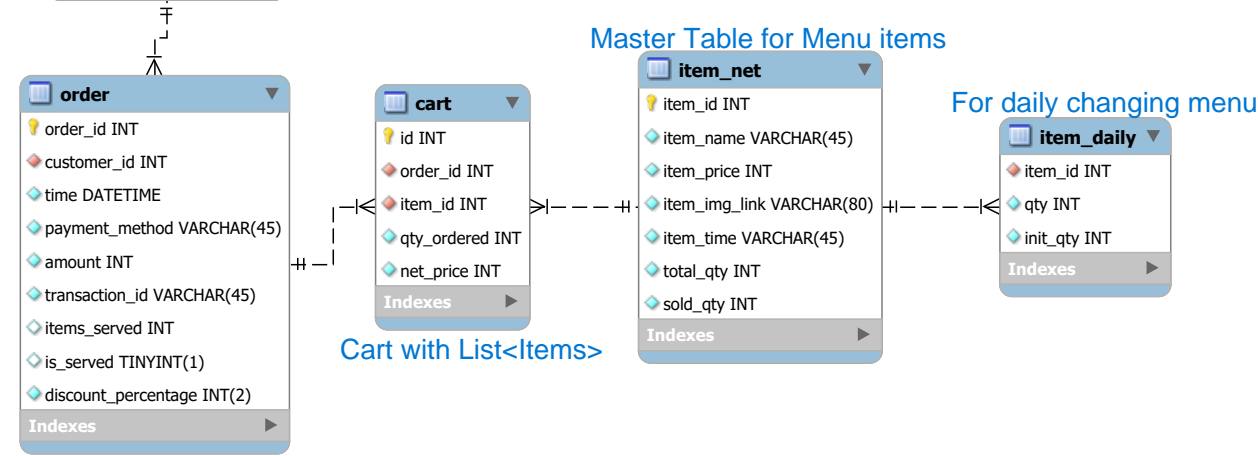 order
order_id INT
customer_id INT
time DATETIME
payment_method VARCHAR(45)
amount INT
transaction_id VARCHAR(45)
items_served INT
is_served TINYINT(1)
discount_percentage INT(2)
Indexes
cart
id INT
order_id INT
item_id INT
qty_ordered INT
net_price INT
Indexes
Cart with List<Items>
Master Table for Menu items
item_net
item_id INT
item_name VARCHAR(45)
item_price INT
item_img_link VARCHAR(80)
item_time VARCHAR(45)
total_qty INT
sold_qty INT
Indexes
For daily changing menu
item_daily
item_id INT
qty INT
init_qty INT
Indexes